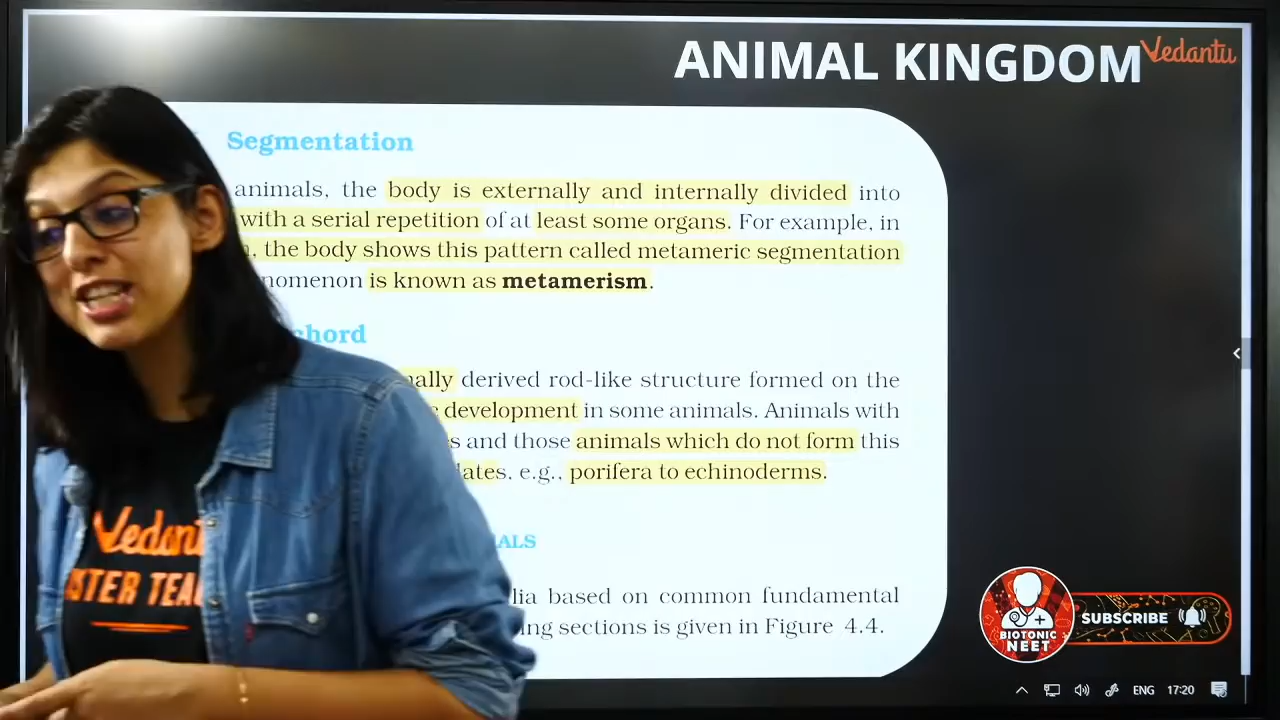 ANIMAL KINGDOM
Vedantu
Segmentation
animals, the body is externally and internally divided into
with a serial repetition of at least some organs. For example, in
, the body shows this pattern called metameric segmentation
nomenon is known as metamerism.
chord
ally derived rod-like structure formed on the
development in some animals. Animals with
s and those animals which do not form this
lates, e.g., porifera to echinoderms.
ALS
lia based on common fundamental
ing sections is given in Figure 4.4.
Vedant
STER TEA
BIOTONIC
NEET
SUBSCRIBE
ENG
17:20